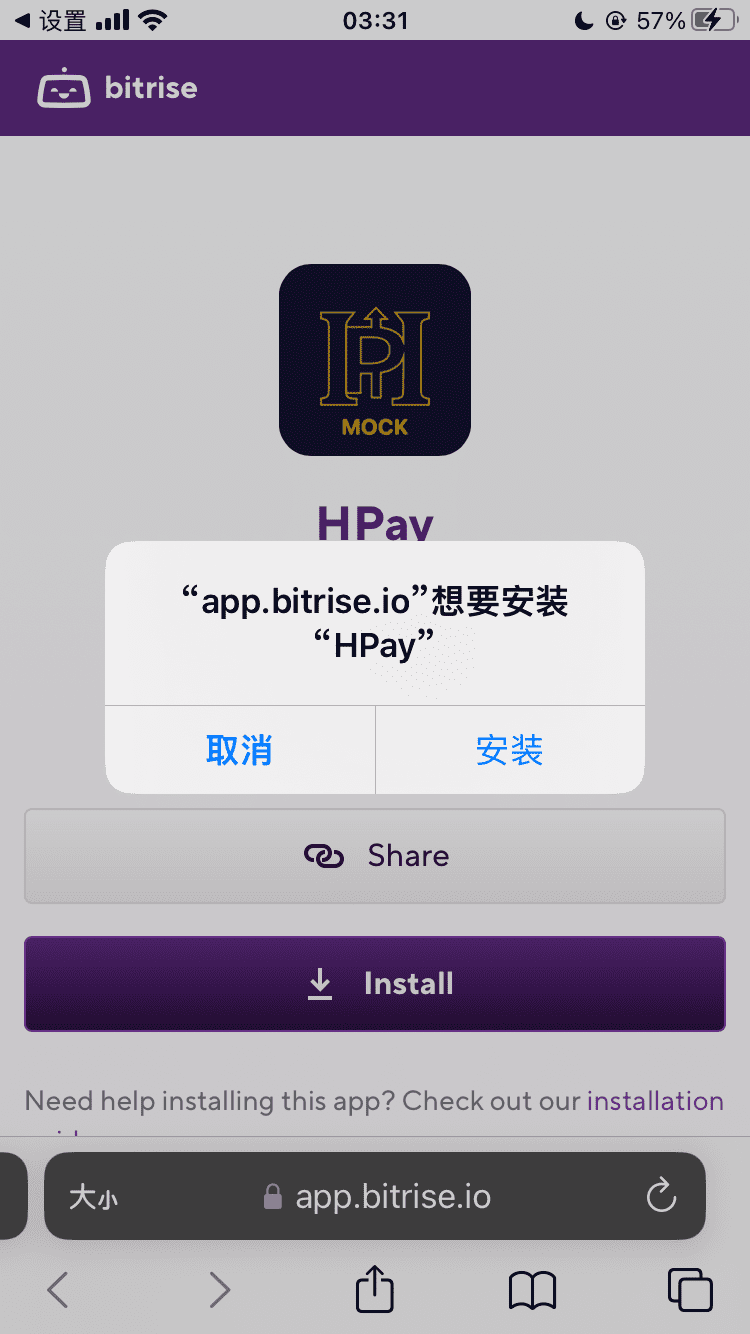 设置
03:31
57%
bitrise
MOCK
HPay
“app.bitrise.io”想要安装
“HPay”
取消
安装
Share
Install
Need help installing this app? Check out our installation
大小
app.bitrise.io